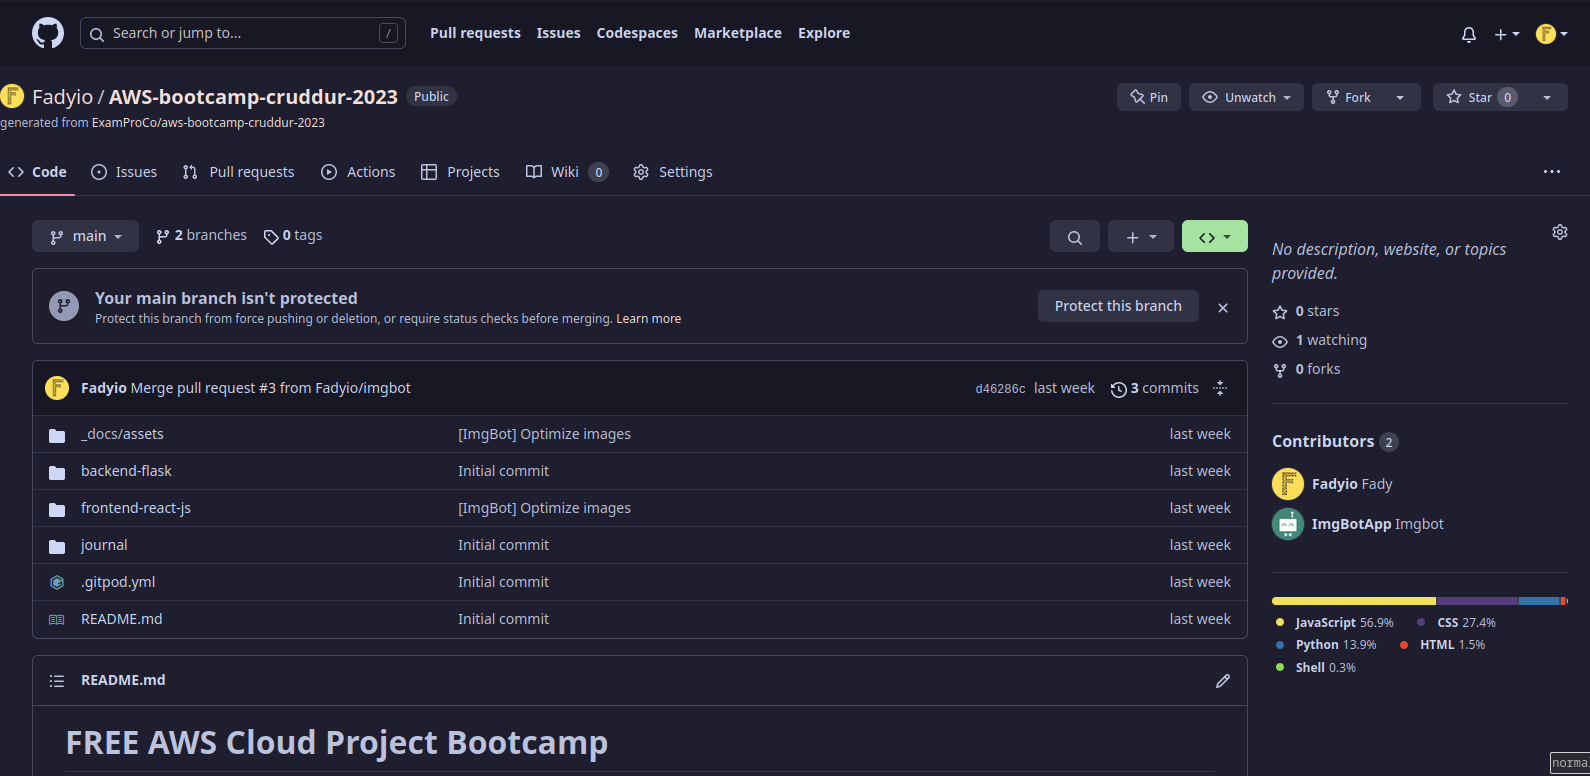 Search or jump to... / Pull requests Issues Codespaces Marketplace Explore
Fadyio / AWS-bootcamp-cruddur-2023 Public Pin Unwatch Fork Star 0
generated from ExamProCo/aws-bootcamp-cruddur-2023
Code Issues Pull requests Actions Projects Wiki 0 Settings
main 2 branches 0 tags
No description, website, or topics
provided.
Your main branch isn't protected
Protect this branch from force pushing or deletion, or require status checks before merging. Learn more
Protect this branch
0 stars
1 watching
0 forks
Fadyio Merge pull request #3 from Fadyio/imgbot d46286c last week 3 commits
_docs/assets [ImgBot] Optimize images last week
backend-flask Initial commit last week
frontend-react-js [ImgBot] Optimize images last week
journal Initial commit last week
.gitpod.yml Initial commit last week
README.md Initial commit last week
Contributors 2
Fadyio Fady
ImgBotApp Imgbot
JavaScript 56.9% CSS 27.4%
Python 13.9% HTML 1.5%
Shell 0.3%
README.md
FREE AWS Cloud Project Bootcamp